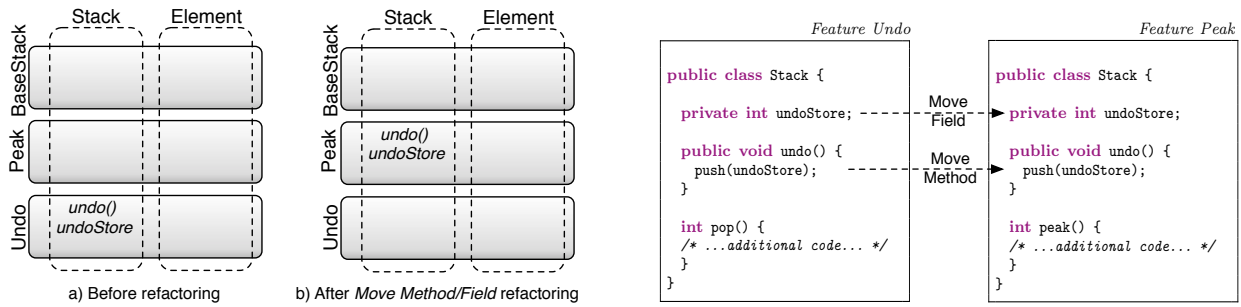 Stack Element
BaseStack
Peak
undo()
undoStore
Undo
a) Before refactoring
Stack Element
BaseStack
undo()
undoStore
Peak
Undo
b) After Move Method/Field refactoring
Feature Undo
public class Stack {
private int undoStore;
public void undo() {
push(undoStore);
}
int pop() {
/* ...additional code... */
}
}
Move
Field
Move
Method
Feature Peak
public class Stack {
private int undoStore;
public void undo() {
push(undoStore);
}
int peak() {
/* ...additional code... */
}
}